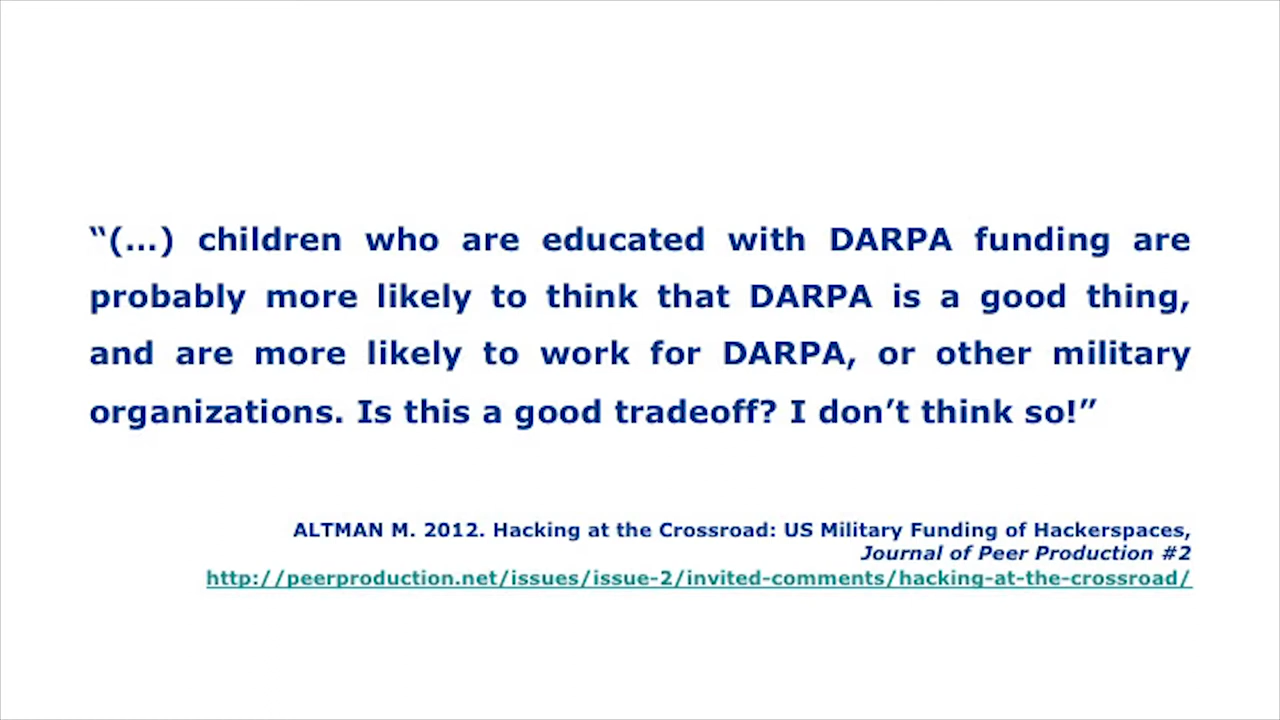 “(...) children who are educated with DARPA funding are
probably more likely to think that DARPA is a good thing,
and are more likely to work for DARPA, or other military
organizations. Is this a good tradeoff? I don’t think so!”
ALTMAN M. 2012. Hacking at the Crossroad: US Military Funding of Hackerspaces,
Journal of Peer Production #2
http://peerproduction.net/issues/issue-2/invited-comments/hacking-at-the-crossroad/